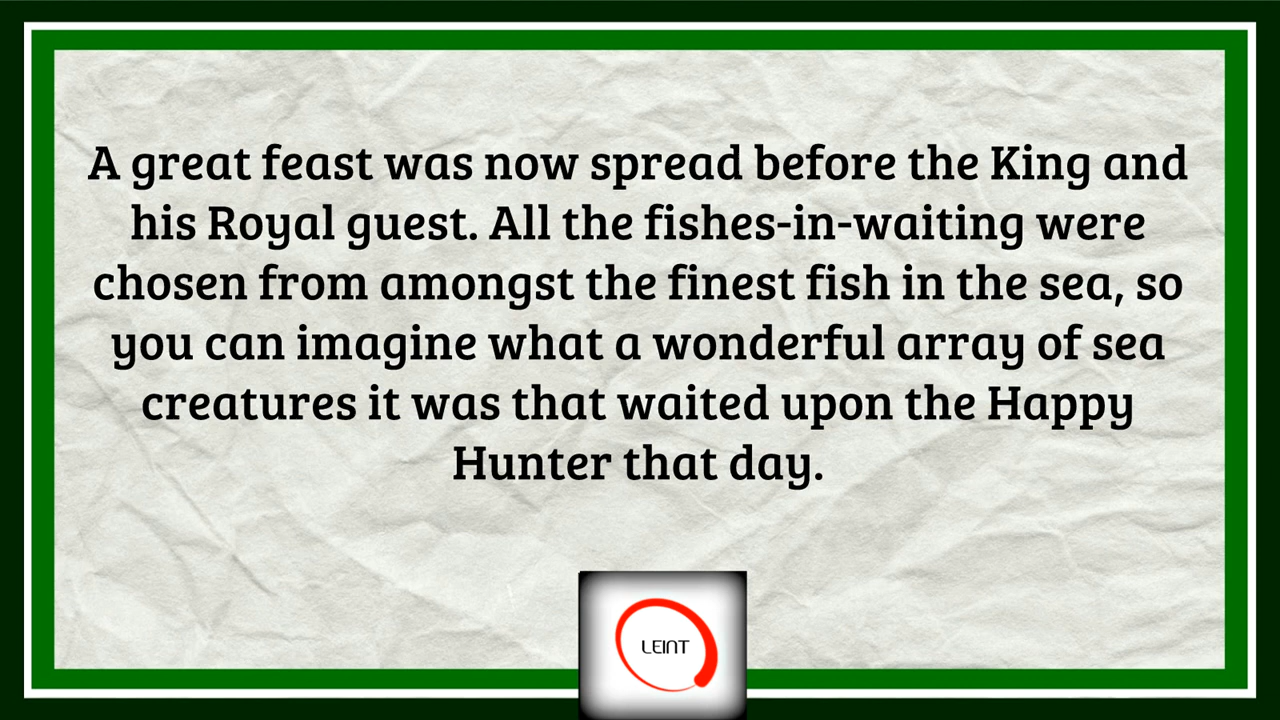 A great feast was now spread before the King and
his Royal guest. All the fishes-in-waiting were
chosen from amongst the finest fish in the sea, so
you can imagine what a wonderful array of sea
creatures it was that waited upon the Happy
Hunter that day.
LEINT